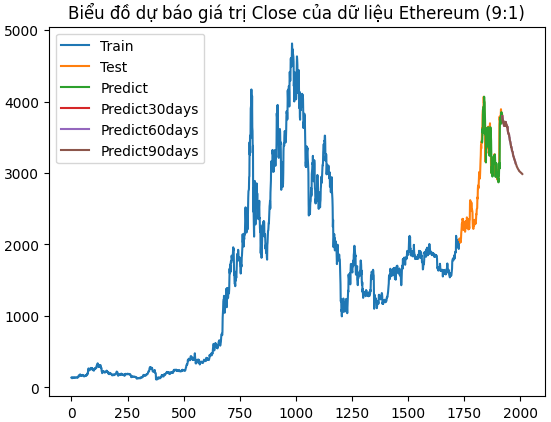 Biểu đồ dự báo giá trị Close của dữ liệu Ethereum (9:1)
5000
4000
3000
2000
1000
0
Train
Test
Predict
Predict30days
Predict60days
Predict90days
0 250 500 750 1000 1250 1500 1750 2000